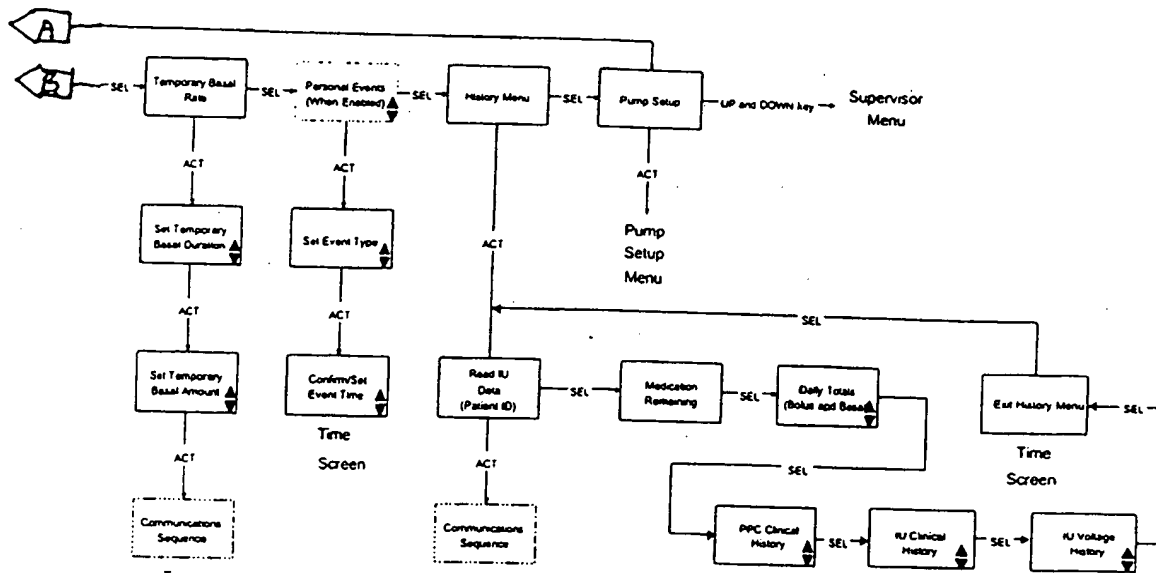 A
B
SEL
Temporary Basal
Rate
SEL
Personal Events
(When Enabled)
SEL
History Menu
SEL
Pump Setup
UP and DOWN key
Supervisor
Menu
ACT
ACT
ACT
ACT
Set Temporary
Basal Duration
Set Event Type
Pump
Setup
Menu
ACT
ACT
SEL
Set Temporary
Basal Amount
Confirm/Set
Event Time
Read IU
Data
(Patient ID)
SEL
Medication
Remaining
SEL
Daily Totals
(Bolus and Basal)
Exit History Menu
SEL
Time
Screen
Time
Screen
ACT
ACT
SEL
Communications
Sequence
Communications
Sequence
PPC Clinical
History
SEL
IU Clinical
History
SEL
IU Voltage
History